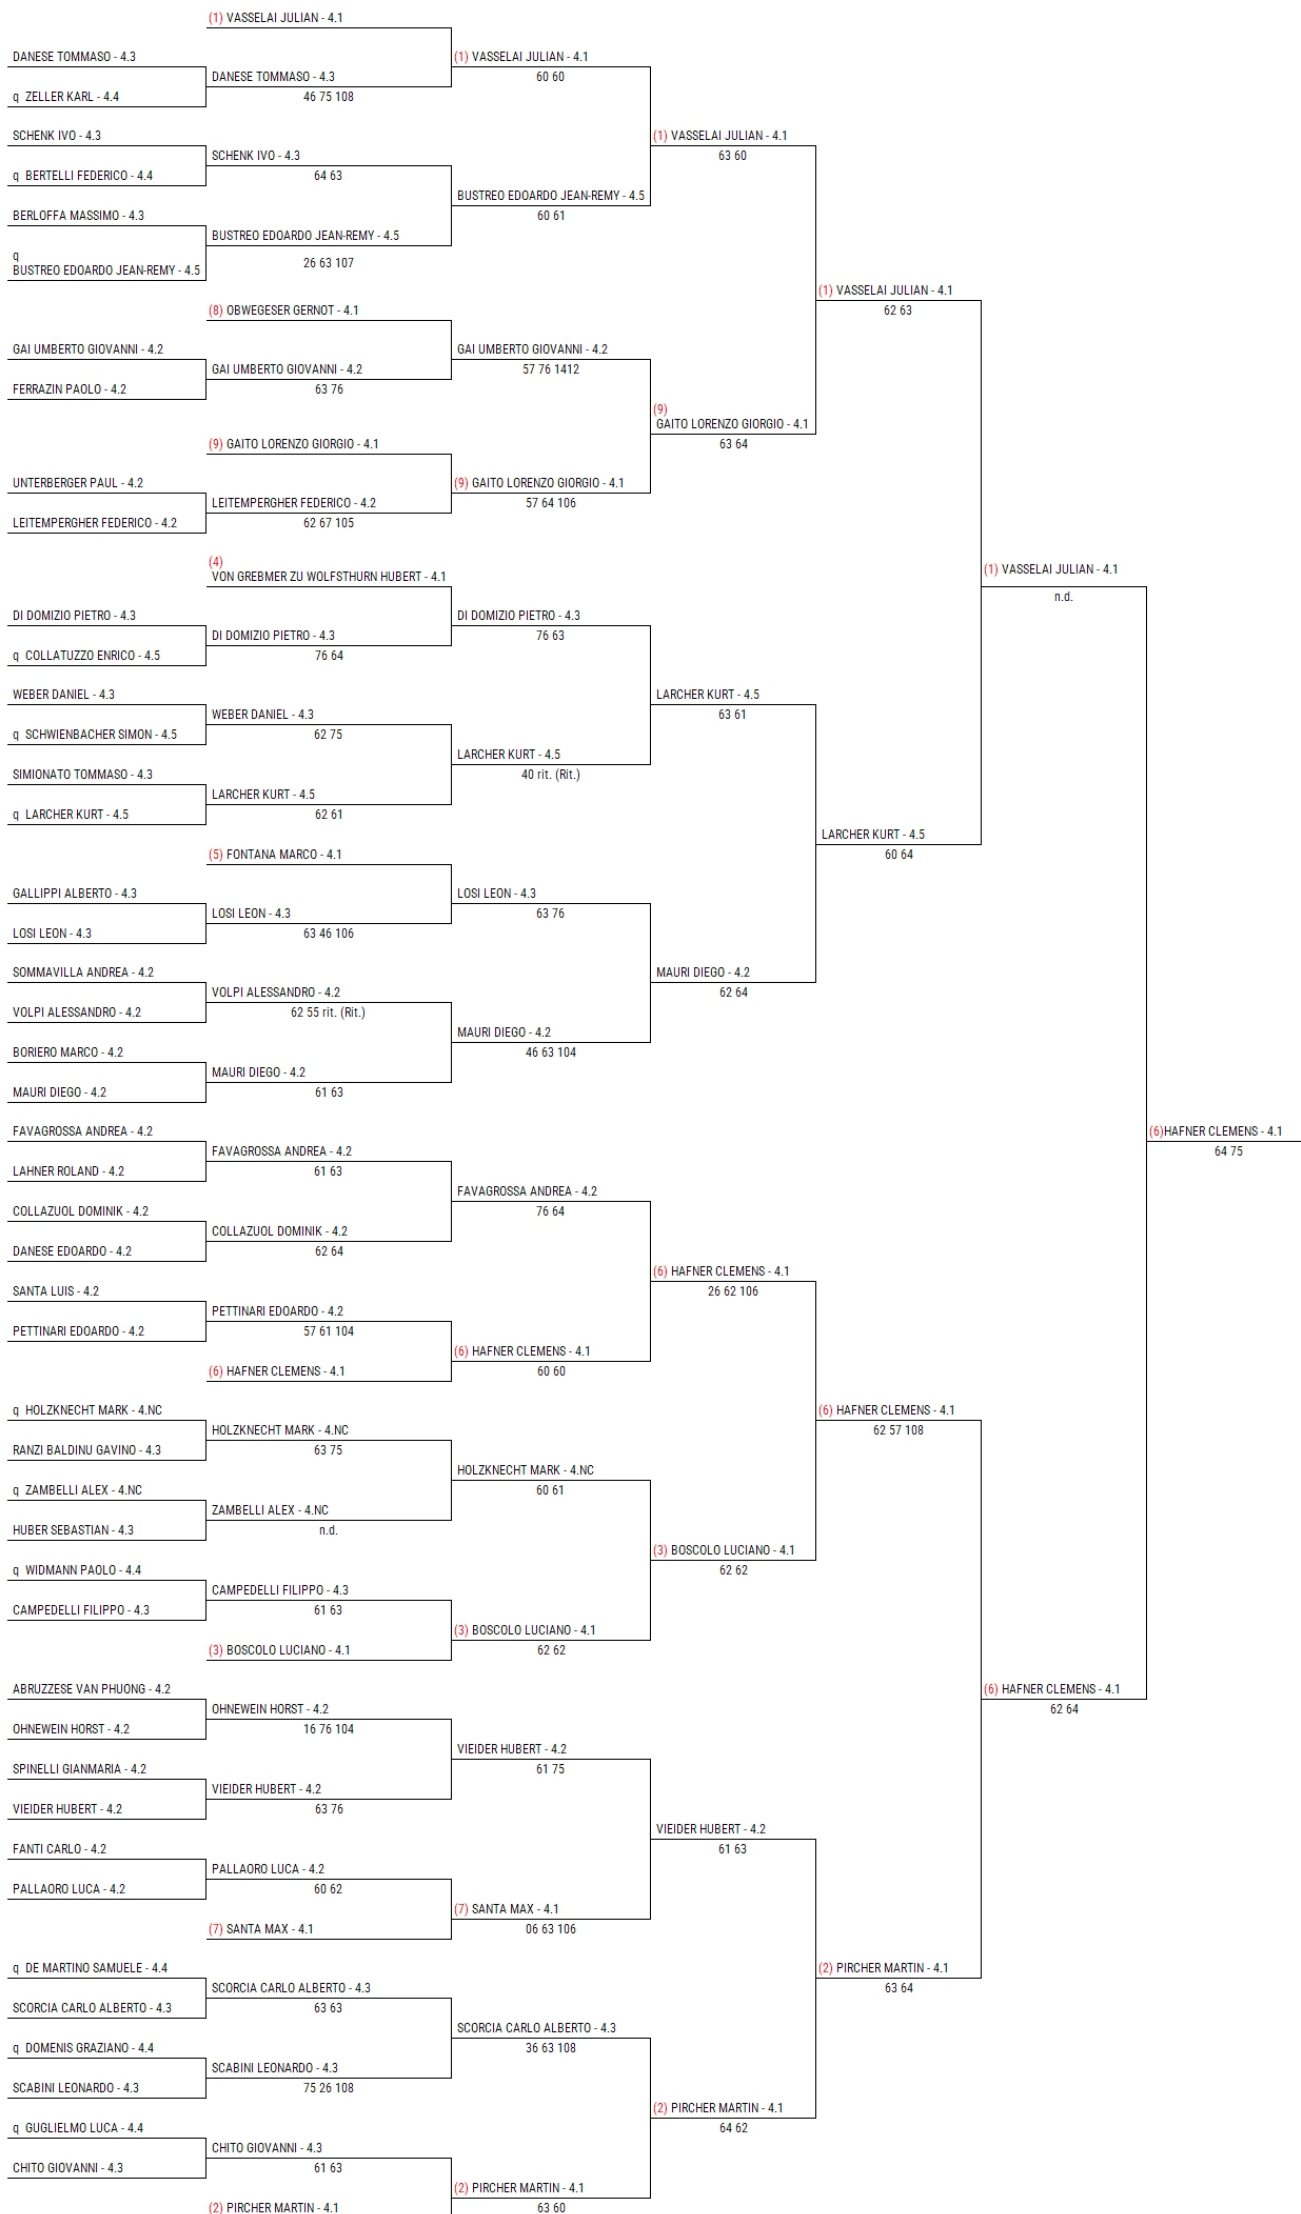 (1) VASSELAI JULIAN - 4.1
DANESE TOMMASO - 4.3
(1) VASSELAI JULIAN - 4.1
DANESE TOMMASO - 4.3
60 60
q ZELLER KARL - 4.4
46 75 108
SCHENK IVO - 4.3
(1) VASSELAI JULIAN - 4.1
SCHENK IVO - 4.3
63 60
q BERTELLI FEDERICO - 4.4
64 63
BUSTREO EDOARDO JEAN-REMY - 4.5
BERLOFFA MASSIMO - 4.3
60 61
BUSTREO EDOARDO JEAN-REMY - 4.5
q
BUSTREO EDOARDO JEAN-REMY - 4.5
26 63 107
(1) VASSELAI JULIAN - 4.1
(8) OBWEGESER GERNOT - 4.1
62 63
GAI UMBERTO GIOVANNI - 4.2
GAI UMBERTO GIOVANNI - 4.2
GAI UMBERTO GIOVANNI - 4.2
57 76 1412
FERRAZIN PAOLO - 4.2
63 76
(9)
GAITO LORENZO GIORGIO - 4.1
(9) GAITO LORENZO GIORGIO - 4.1
63 64
UNTERBERGER PAUL - 4.2
(9) GAITO LORENZO GIORGIO - 4.1
LEITEMPERGHER FEDERICO - 4.2
57 64 106
LEITEMPERGHER FEDERICO - 4.2
62 67 105
(4)
VON GREBMER ZU WOLFSTHURN HUBERT - 4.1
(1) VASSELAI JULIAN - 4.1
n.d.
DI DOMIZIO PIETRO - 4.3
DI DOMIZIO PIETRO - 4.3
DI DOMIZIO PIETRO - 4.3
76 63
q COLLATUZZO ENRICO - 4.5
76 64
WEBER DANIEL - 4.3
LARCHER KURT - 4.5
WEBER DANIEL - 4.3
63 61
q SCHWIENBACHER SIMON - 4.5
62 75
LARCHER KURT - 4.5
SIMIONATO TOMMASO - 4.3
40 rit. (Rit.)
LARCHER KURT - 4.5
q LARCHER KURT - 4.5
62 61
LARCHER KURT - 4.5
(5) FONTANA MARCO - 4.1
60 64
GALLIPPI ALBERTO - 4.3
LOSI LEON - 4.3
LOSI LEON - 4.3
63 76
LOSI LEON - 4.3
63 46 106
SOMMAVILLA ANDREA - 4.2
MAURI DIEGO - 4.2
VOLPI ALESSANDRO - 4.2
62 64
VOLPI ALESSANDRO - 4.2
62 55 rit. (Rit.)
MAURI DIEGO - 4.2
BORIERO MARCO - 4.2
46 63 104
MAURI DIEGO - 4.2
MAURI DIEGO - 4.2
61 63
FAVAGROSSA ANDREA - 4.2
(6)HAFNER CLEMENS - 4.1
FAVAGROSSA ANDREA - 4.2
64 75
LAHNER ROLAND - 4.2
61 63
FAVAGROSSA ANDREA - 4.2
COLLAZUOL DOMINIK - 4.2
76 64
COLLAZUOL DOMINIK - 4.2
DANESE EDOARDO - 4.2
62 64
(6) HAFNER CLEMENS - 4.1
SANTA LUIS - 4.2
26 62 106
PETTINARI EDOARDO - 4.2
PETTINARI EDOARDO - 4.2
57 61 104
(6) HAFNER CLEMENS - 4.1
(6) HAFNER CLEMENS - 4.1
60 60
q HOLZKNECHT MARK - 4.NC
(6) HAFNER CLEMENS - 4.1
HOLZKNECHT MARK - 4.NC
62 57 108
RANZI BALDINU GAVINO - 4.3
63 75
HOLZKNECHT MARK - 4.NC
q ZAMBELLI ALEX - 4.NC
60 61
ZAMBELLI ALEX - 4.NC
HUBER SEBASTIAN - 4.3
n.d.
(3) BOSCOLO LUCIANO - 4.1
q WIDMANN PAOLO - 4.4
62 62
CAMPEDELLI FILIPPO - 4.3
CAMPEDELLI FILIPPO - 4.3
61 63
(3) BOSCOLO LUCIANO - 4.1
(3) BOSCOLO LUCIANO - 4.1
62 62
ABRUZZESE VAN PHUONG - 4.2
(6) HAFNER CLEMENS - 4.1
OHNEWEIN HORST - 4.2
62 64
OHNEWEIN HORST - 4.2
16 76 104
VIEIDER HUBERT - 4.2
SPINELLI GIANMARIA - 4.2
61 75
VIEIDER HUBERT - 4.2
VIEIDER HUBERT - 4.2
63 76
VIEIDER HUBERT - 4.2
FANTI CARLO - 4.2
61 63
PALLAORO LUCA - 4.2
PALLAORO LUCA - 4.2
60 62
(7) SANTA MAX - 4.1
(7) SANTA MAX - 4.1
06 63 106
q DE MARTINO SAMUELE - 4.4
(2) PIRCHER MARTIN - 4.1
SCORCIA CARLO ALBERTO - 4.3
63 64
SCORCIA CARLO ALBERTO - 4.3
63 63
SCORCIA CARLO ALBERTO - 4.3
q DOMENIS GRAZIANO - 4.4
36 63 108
SCABINI LEONARDO - 4.3
SCABINI LEONARDO - 4.3
75 26 108
(2) PIRCHER MARTIN - 4.1
q GUGLIELMO LUCA - 4.4
64 62
CHITO GIOVANNI - 4.3
CHITO GIOVANNI - 4.3
61 63
(2) PIRCHER MARTIN - 4.1
(2) PIRCHER MARTIN - 4.1
63 60